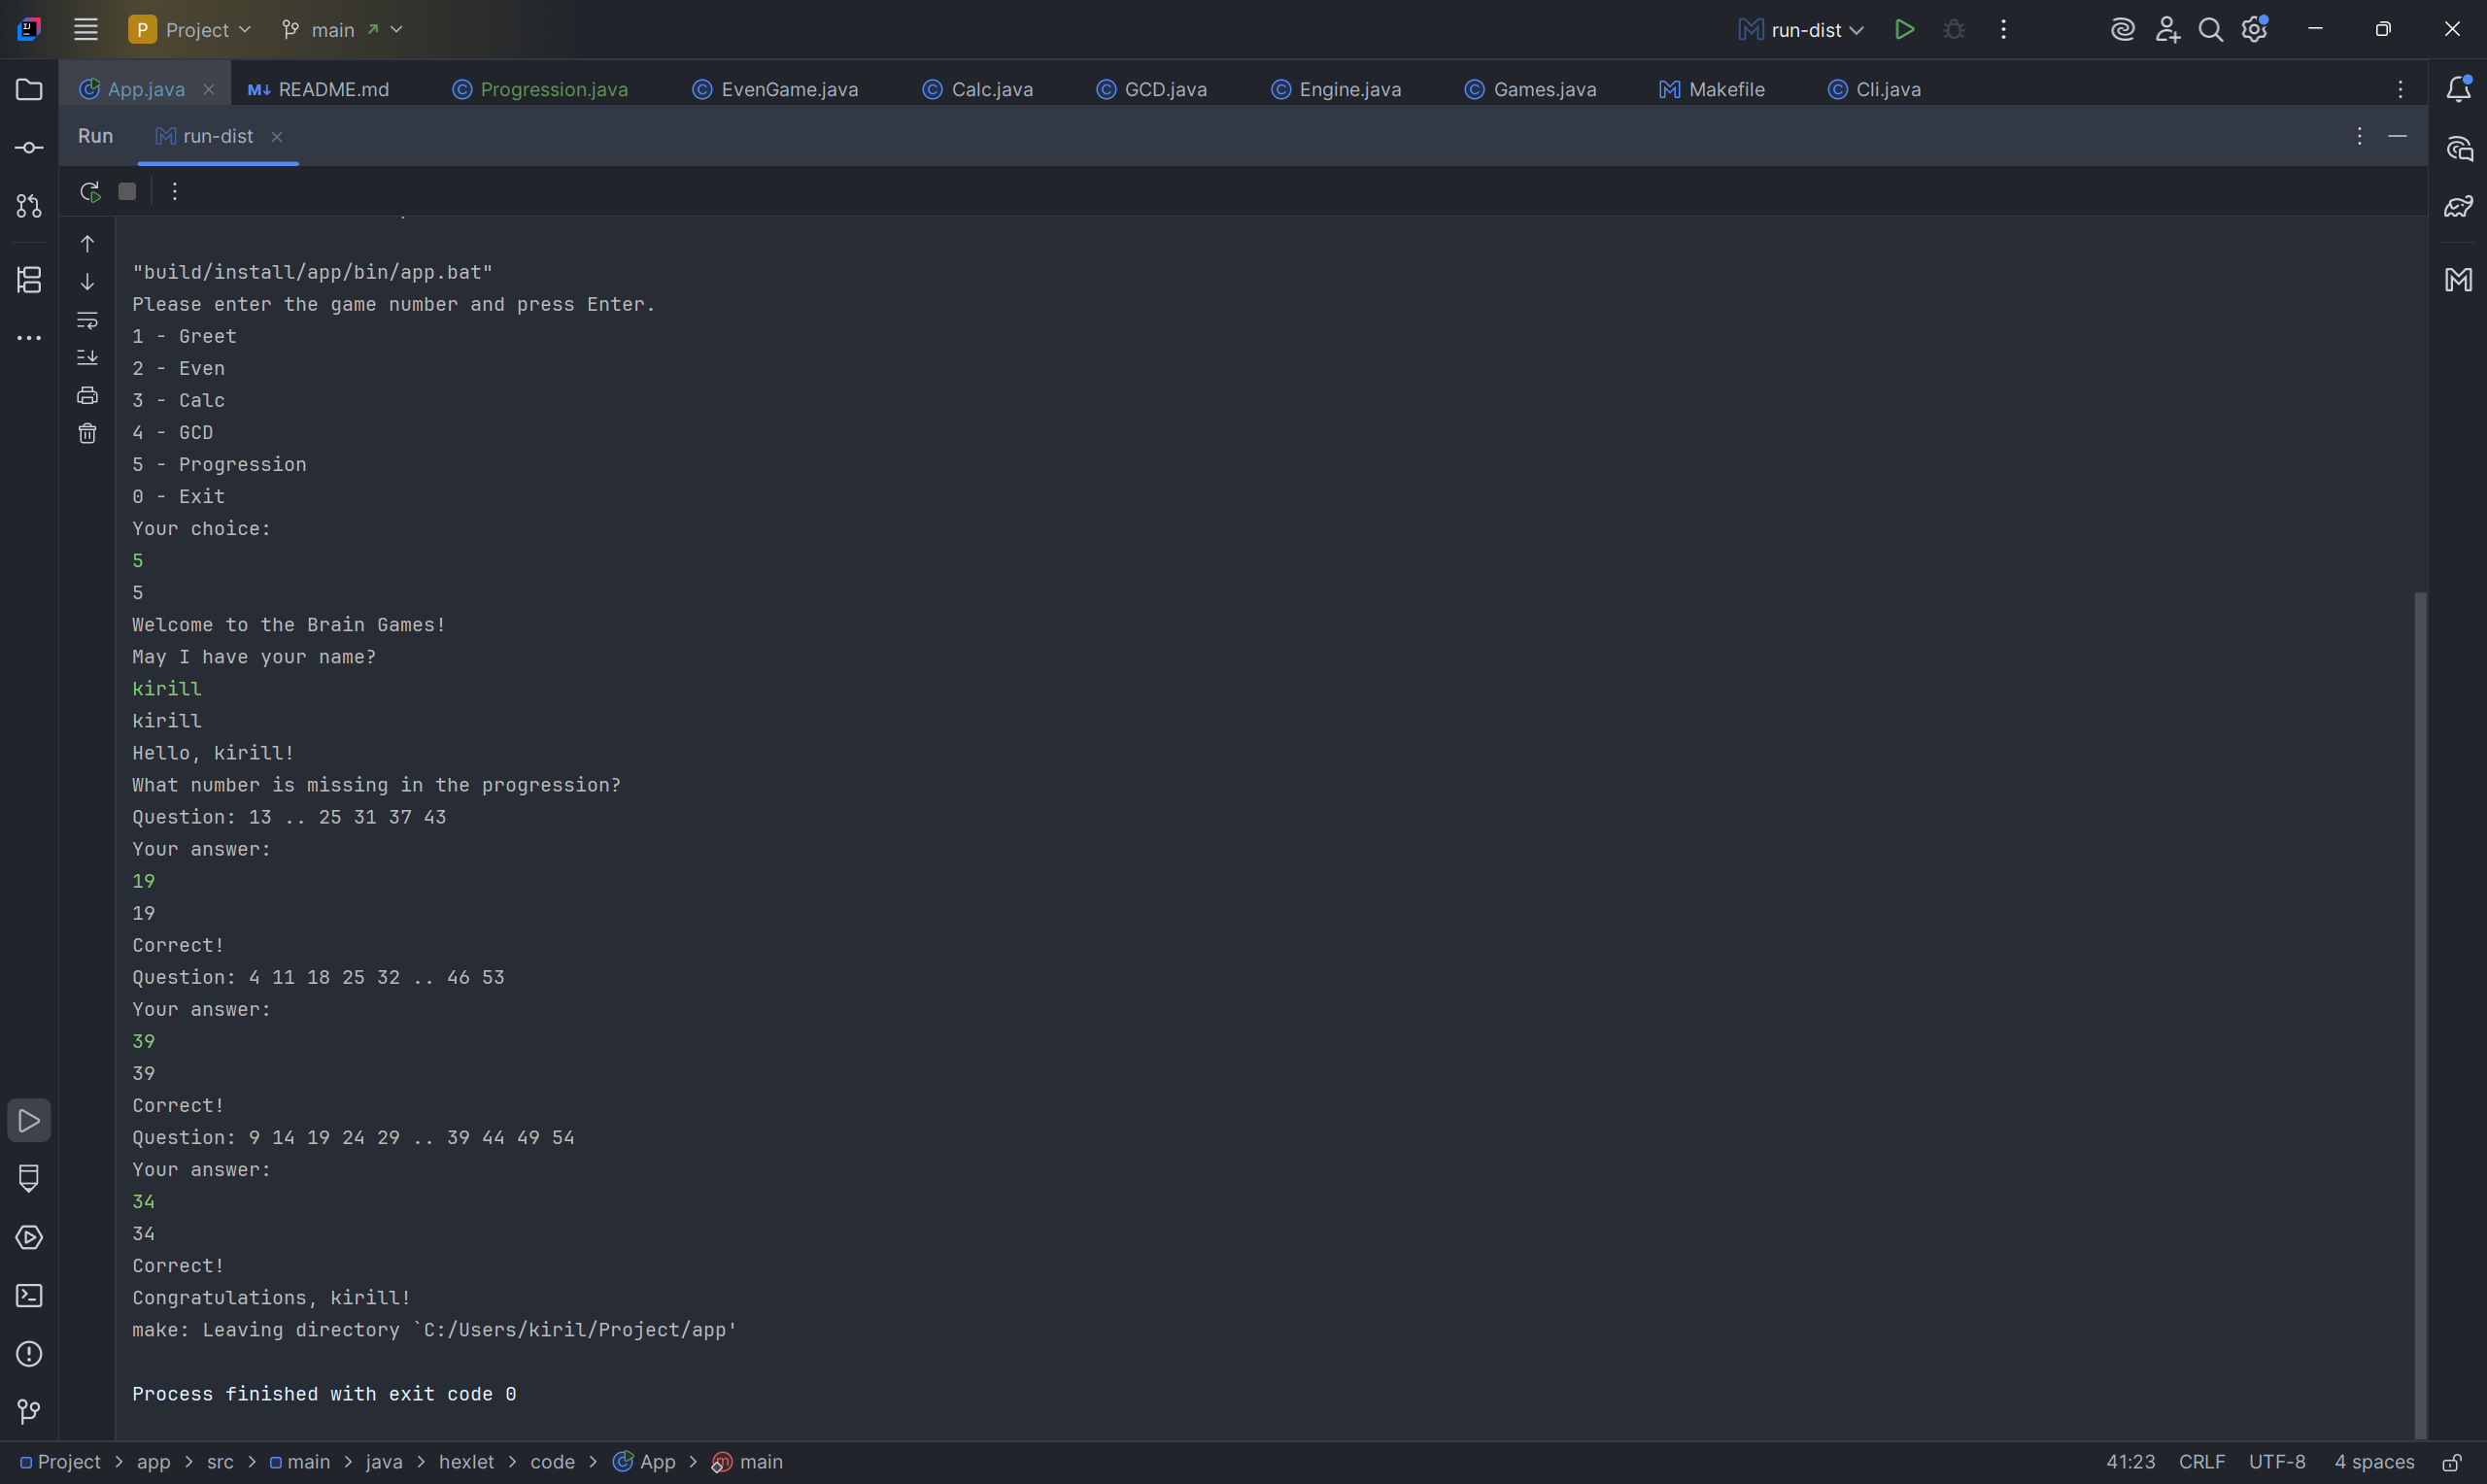 P Project main run-dist
App.java README.md Progression.java EvenGame.java Calc.java GCD.java Engine.java Games.java Makefile Cli.java
Run run-dist
"build/install/app/bin/app.bat"
Please enter the game number and press Enter.
1 - Greet
2 - Even
3 - Calc
4 - GCD
5 - Progression
0 - Exit
Your choice:
5
5
Welcome to the Brain Games!
May I have your name?
kirill
kirill
Hello, kirill!
What number is missing in the progression?
Question: 13 .. 25 31 37 43
Your answer:
19
19
Correct!
Question: 4 11 18 25 32 .. 46 53
Your answer:
39
39
Correct!
Question: 9 14 19 24 29 .. 39 44 49 54
Your answer:
34
34
Correct!
Congratulations, kirill!
make: Leaving directory `C:/Users/kiril/Project/app'
Process finished with exit code 0
Project > app > src > main > java > hexlet > code > App > main 41:23 CRLF UTF-8 4 spaces